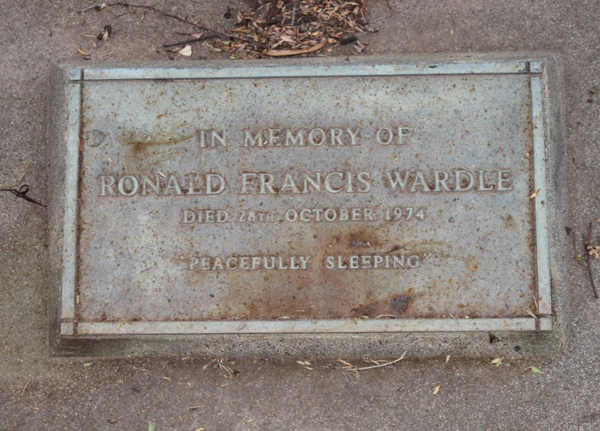 IN MEMORY OF
RONALD FRANCIS WARDLE
DIED 28TH OCTOBER 1974
"PEACEFULLY SLEEPING"